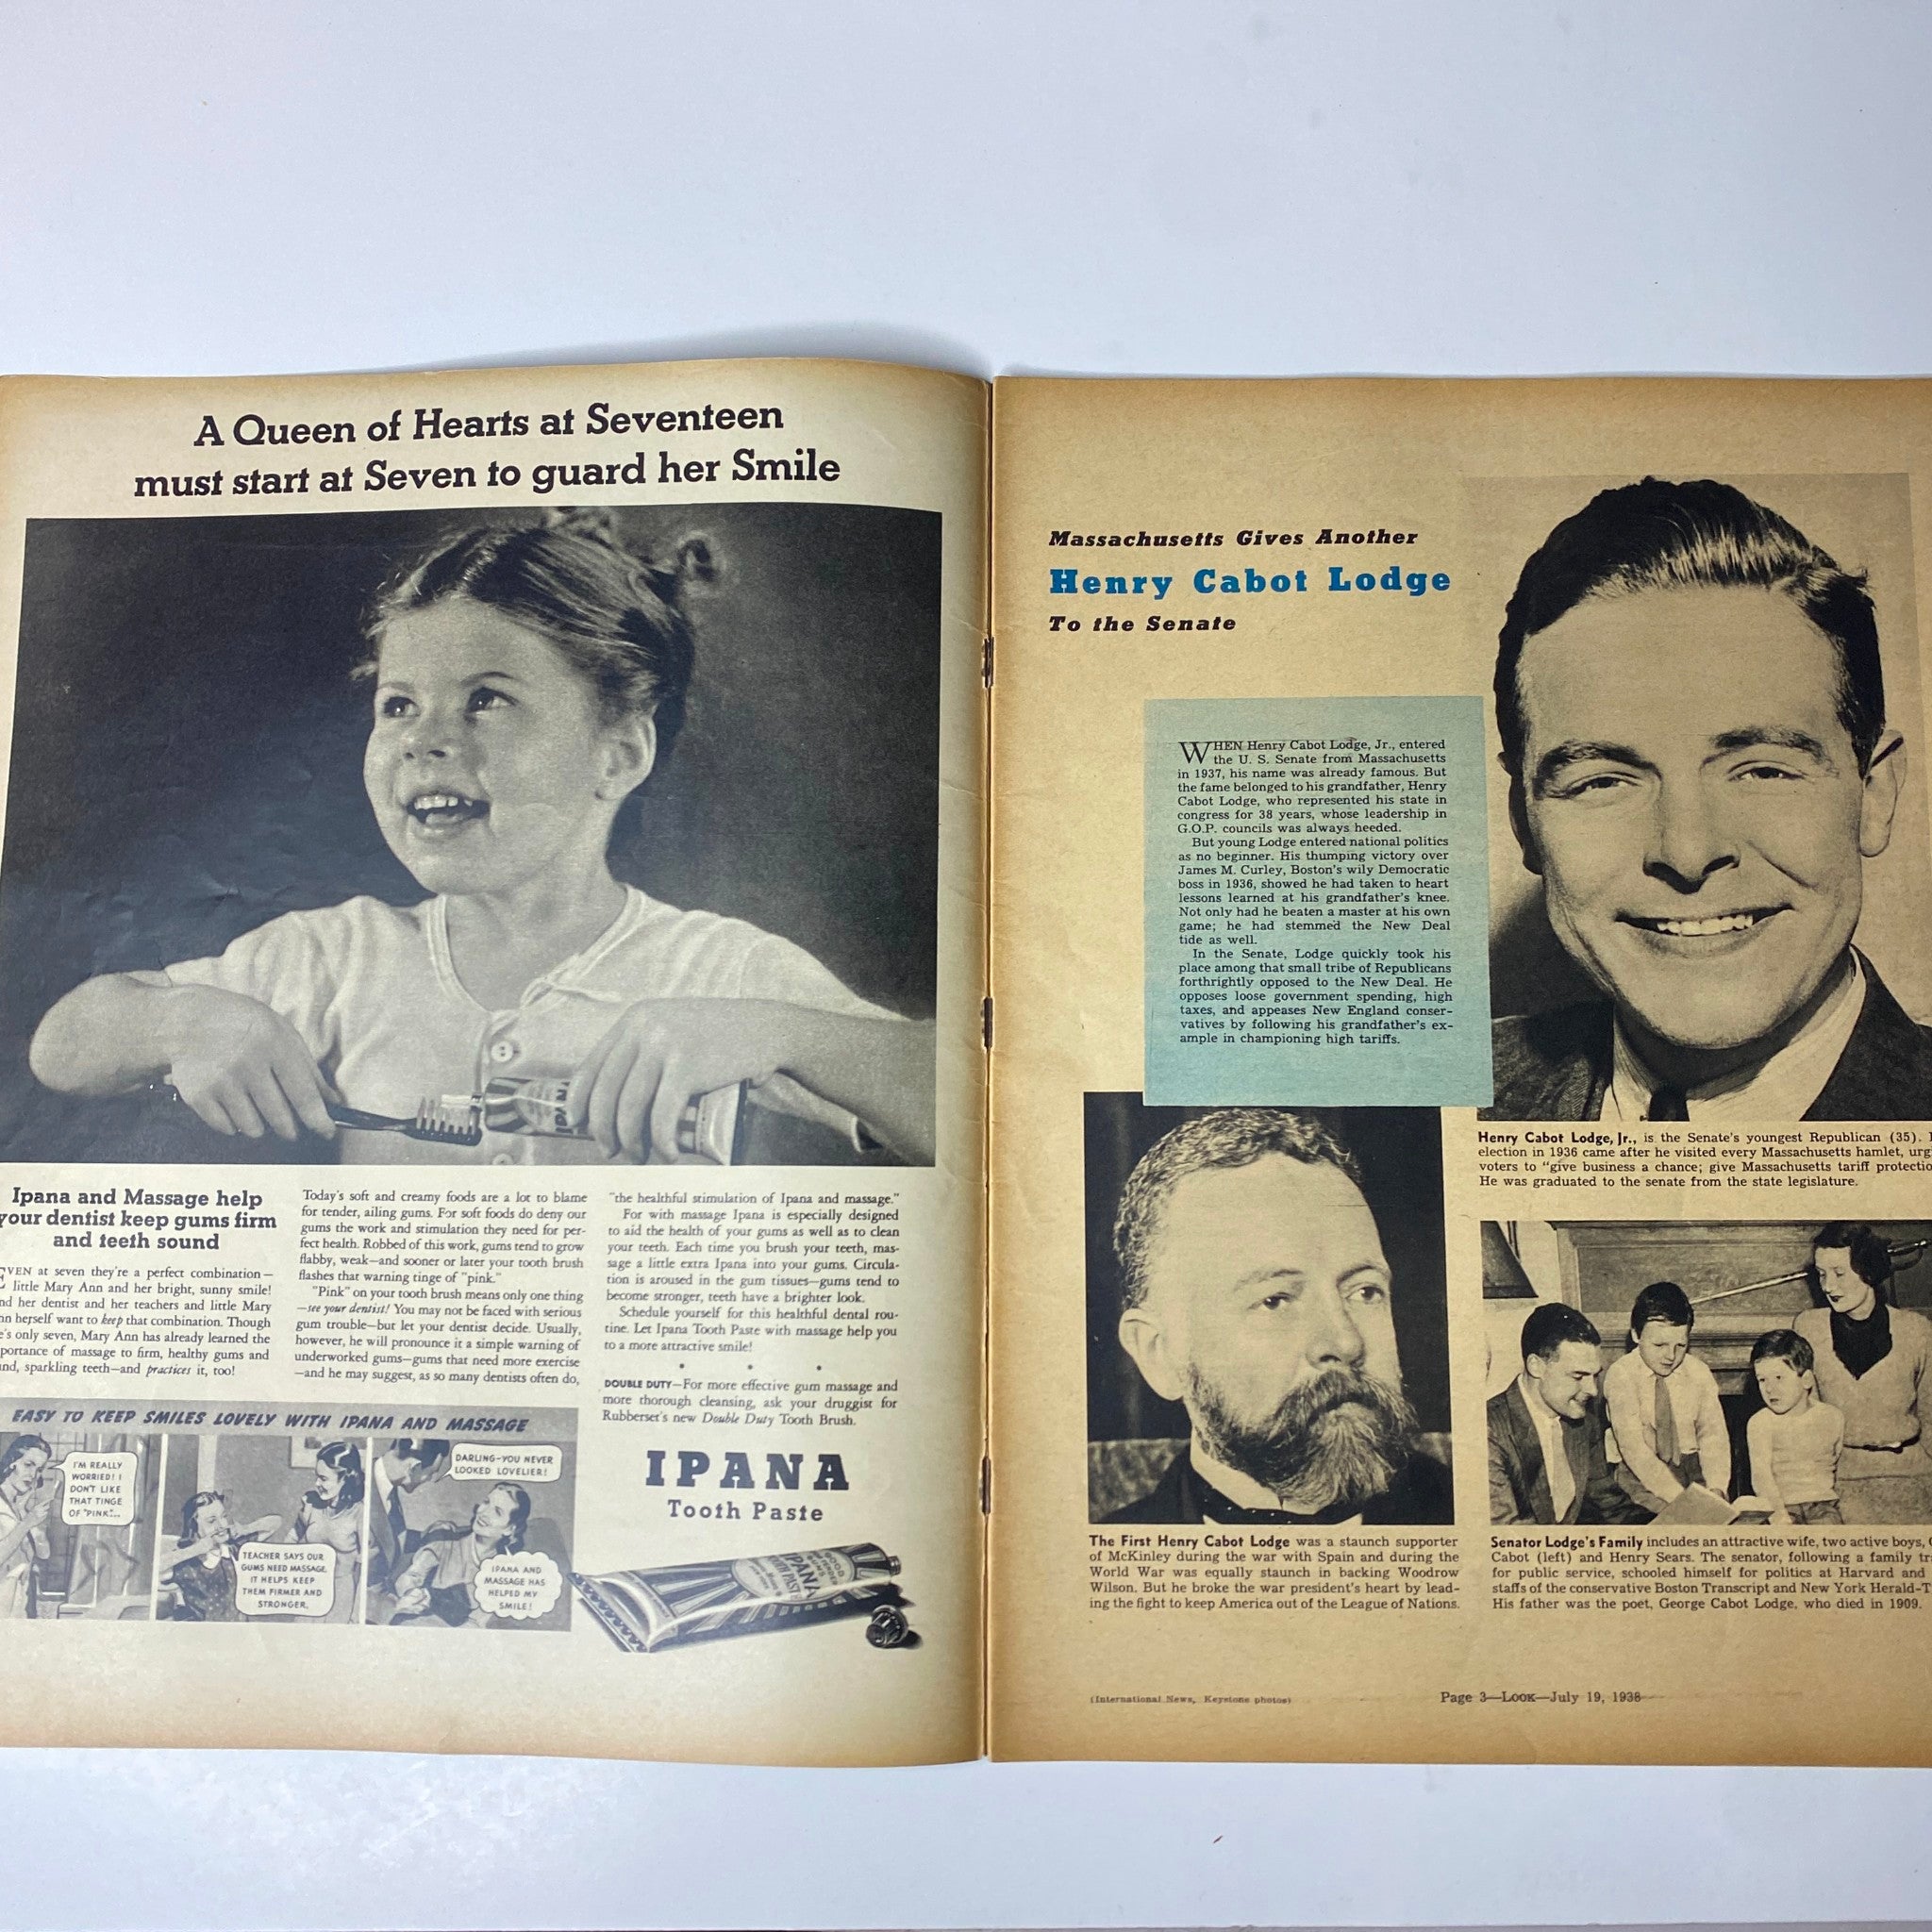 A Queen of Hearts at Seventeen
must start at Seven to guard her Smile
Ipana and Massage help
your dentist keep gums firm
and teeth sound
EVEN at seven they're a perfect combination—
little Mary Ann and her bright, sunny smile!
nd her dentist and her teachers and little Mary
nn herself want to keep that combination. Though
e's only seven, Mary Ann has already learned the
portance of massage to firm, healthy gums and
nd, sparkling teeth—and practices it, too!
Today's soft and creamy foods are a lot to blame
for tender, ailing gums. For soft foods do deny our
gums the work and stimulation they need for per-
fect health. Robbed of this work, gums tend to grow
flabby, weak—and sooner or later your tooth brush
flashes that warning tinge of "pink."
"Pink" on your tooth brush means only one thing
—see your dentist! You may not be faced with serious
gum trouble—but let your dentist decide. Usually,
however, he will pronounce it a simple warning of
underworked gums—gums that need more exercise
—and he may suggest, as so many dentists often do,
"the healthful stimulation of Ipana and massage."
For with massage Ipana is especially designed
to aid the health of your gums as well as to clean
your teeth. Each time you brush your teeth, mas-
sage a little extra Ipana into your gums. Circula-
tion is aroused in the gum tissues—gums tend to
become stronger, teeth have a brighter look.
Schedule yourself for this healthful dental rou-
tine. Let Ipana Tooth Paste with massage help you
to a more attractive smile!
DOUBLE DUTY—For more effective gum massage and
more thorough cleansing, ask your druggist for
Rubberset's new Double Duty Tooth Brush.
EASY TO KEEP SMILES LOVELY WITH IPANA AND MASSAGE
I'M REALLY
WORRIED! I
DON'T LIKE
THAT TINGE
OF "PINK"...
TEACHER SAYS OUR
GUMS NEED MASSAGE.
IT HELPS KEEP
THEM FIRMER AND
STRONGER.
DARLING-YOU NEVER
LOOKED LOVELIER!
IPANA AND
MASSAGE HAS
HELPED MY
SMILE!
IPANA
Tooth Paste
IPANA
TOOTH PASTE
Massachusetts Gives Another
Henry Cabot Lodge
To the Senate
WHEN Henry Cabot Lodge, Jr., entered
the U. S. Senate from Massachusetts
in 1937, his name was already famous. But
the fame belonged to his grandfather, Henry
Cabot Lodge, who represented his state in
congress for 38 years, whose leadership in
G.O.P. councils was always heeded.
But young Lodge entered national politics
as no beginner. His thumping victory over
James M. Curley, Boston's wily Democratic
boss in 1936, showed he had taken to heart
lessons learned at his grandfather's knee.
Not only had he beaten a master at his own
game; he had stemmed the New Deal
tide as well.
In the Senate, Lodge quickly took his
place among that small tribe of Republicans
forthrightly opposed to the New Deal. He
opposes loose government spending, high
taxes, and appeases New England conser-
vatives by following his grandfather's ex-
ample in championing high tariffs.
Henry Cabot Lodge, Jr., is the Senate's youngest Republican (35).
election in 1936 came after he visited every Massachusetts hamlet, urg
voters to "give business a chance; give Massachusetts tariff protectio
He was graduated to the senate from the state legislature.
The First Henry Cabot Lodge was a staunch supporter
of McKinley during the war with Spain and during the
World War was equally staunch in backing Woodrow
Wilson. But he broke the war president's heart by lead-
ing the fight to keep America out of the League of Nations.
Senator Lodge's Family includes an attractive wife, two active boys,
Cabot (left) and Henry Sears. The senator, following a family tr
for public service, schooled himself for politics at Harvard and
staffs of the conservative Boston Transcript and New York Herald-T
His father was the poet, George Cabot Lodge, who died in 1909.
(International News, Keystone photos)
Page 3—LOOK—July 19, 1938